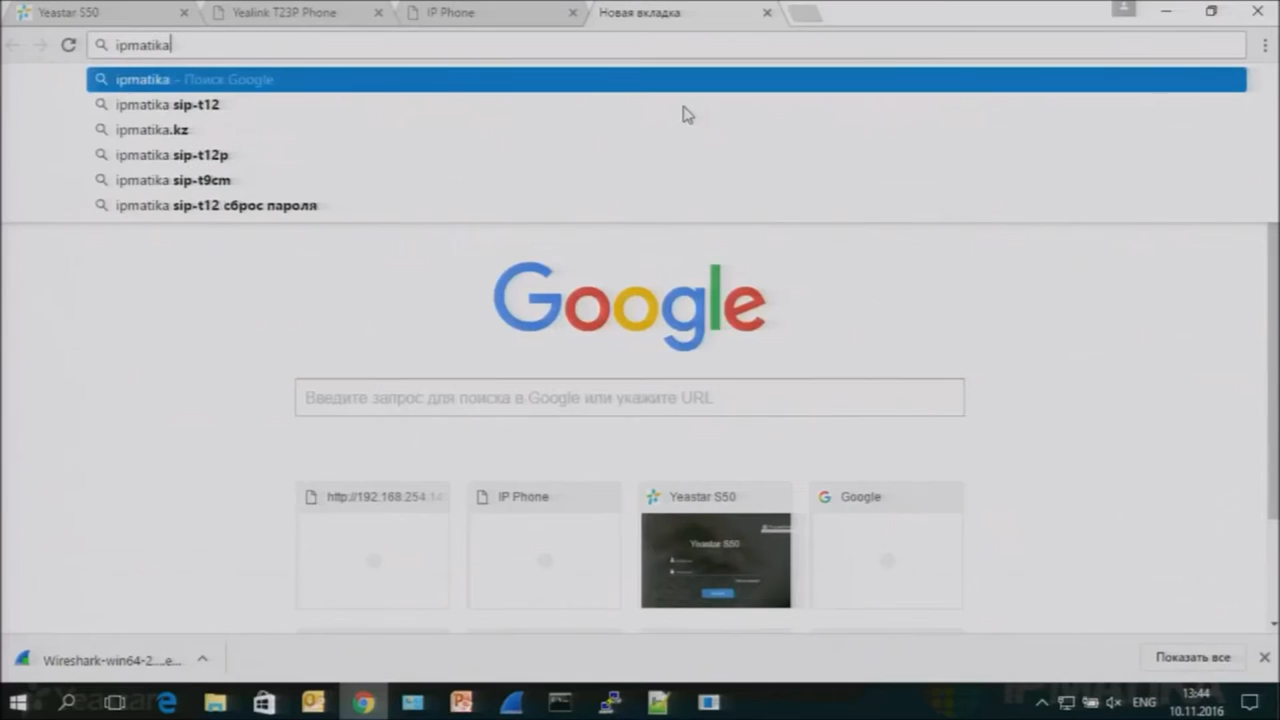 Yeastar S50
Yealink T23P Phone
IP Phone
Новая вкладка
ipmatika
ipmatika - Поиск Google
ipmatika sip-t12
ipmatika.kz
ipmatika sip-t12p
ipmatika sip-t9cm
ipmatika sip-t12 сброс пароля
Google
Введите запрос для поиска в Google или укажите URL
http://192.168.254.14
IP Phone
Yeastar S50
Google
Yeastar S50
Wireshark-win64-2....e...
Показать все
Yeastar
ENG
13:44
10.11.2016